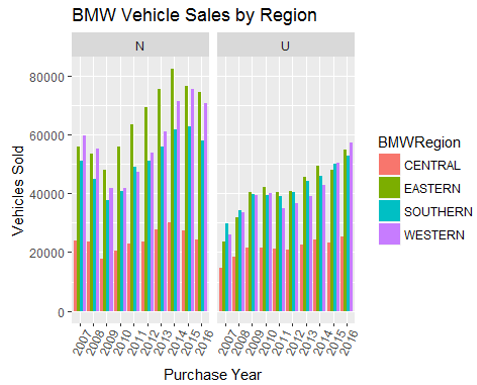 BMW Vehicle Sales by Region
N
U
80000
60000
40000
20000
0
Vehicles Sold
2007
2008
2009
2010
2011
2012
2013
2014
2015
2016
2007
2008
2009
2010
2011
2012
2013
2014
2015
2016
Purchase Year
BMWRegion
CENTRAL
EASTERN
SOUTHERN
WESTERN